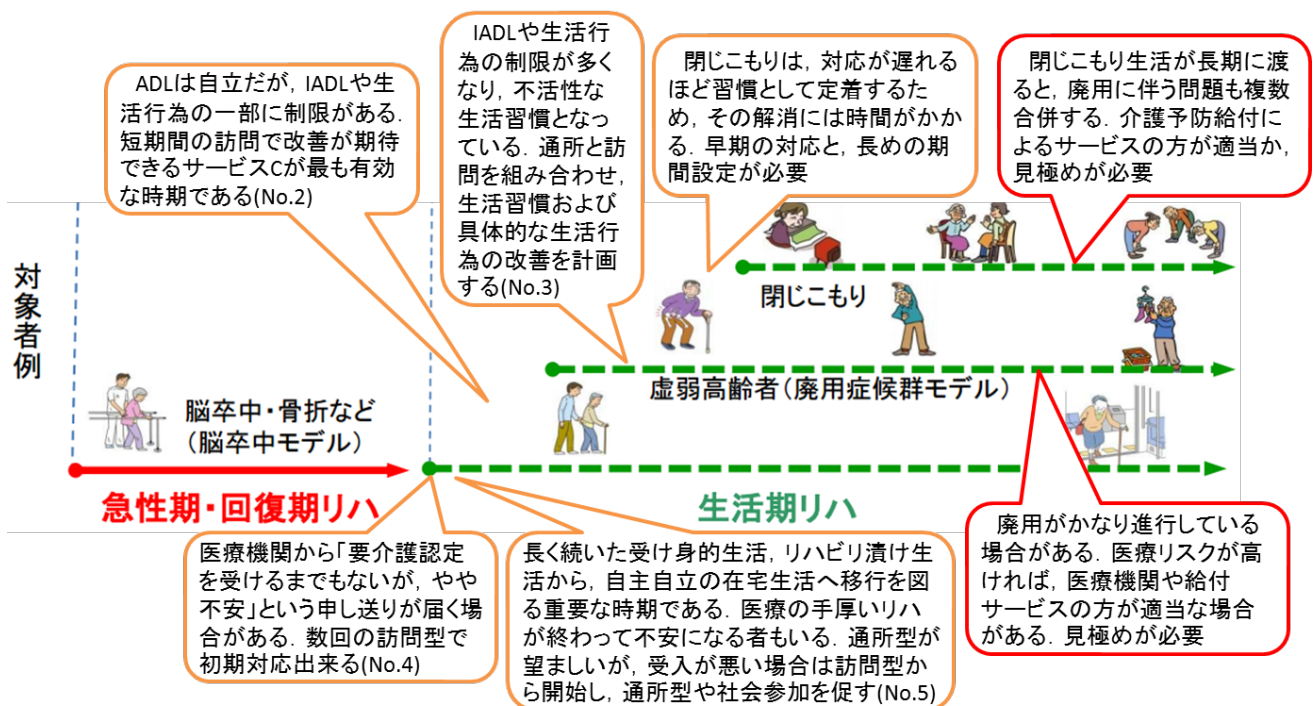 ADLは自立だが，IADLや生
活行為の一部に制限がある．
短期間の訪問で改善が期待
できるサービスCが最も有効
な時期である(No.2)
IADLや生活行
為の制限が多く
なり，不活性な
生活習慣となっ
ている．通所と訪
問を組み合わせ，
生活習慣および
具体的な生活行
為の改善を計画
する(No.3)
閉じこもりは，対応が遅れる
ほど習慣として定着するた
め，その解消には時間がかか
る．早期の対応と，長めの期
間設定が必要
閉じこもり生活が長期に渡
ると，廃用に伴う問題も複数
合併する．介護予防給付に
よるサービスの方が適当か，
見極めが必要
対象者例
閉じこもり
虚弱高齢者（廃用症候群モデル）
脳卒中・骨折など
（脳卒中モデル）
急性期・回復期リハ
生活期リハ
医療機関から「要介護認定
を受けるまでもないが，やや
不安」という申し送りが届く場
合がある．数回の訪問型で
初期対応出来る(No.4)
長く続いた受け身的生活，リハビリ漬け生
活から，自主自立の在宅生活へ移行を図
る重要な時期である．医療の手厚いリハ
が終わって不安になる者もいる．通所型が
望ましいが，受入が悪い場合は訪問型か
ら開始し，通所型や社会参加を促す(No.5)
廃用がかなり進行している
場合がある．医療リスクが高
ければ，医療機関や給付
サービスの方が適当な場合
がある．見極めが必要